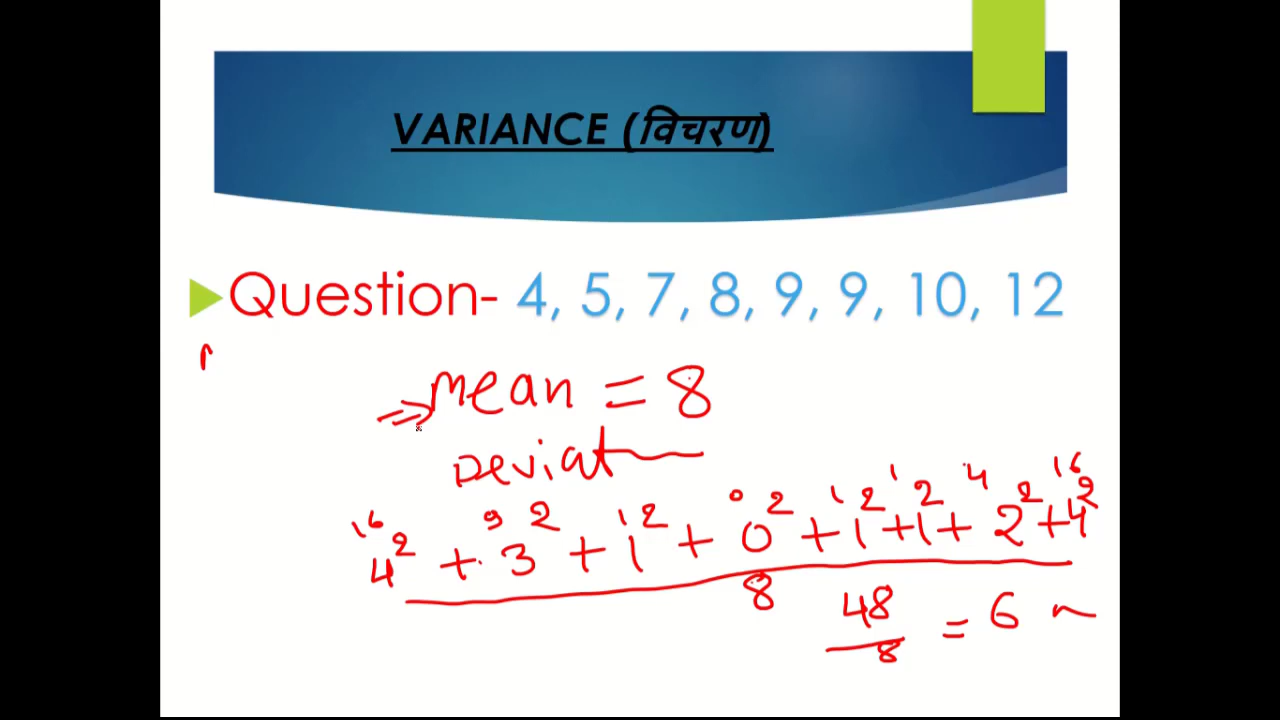 VARIANCE (विचरण)
Question- 4, 5, 7, 8, 9, 9, 10, 12
⇒ mean = 8
Deviat
16 9 1 0 1 1 4 16
4² + 3² + 1² + 0² + 1² + 1² + 2² + 4²
8
48
8
= 6